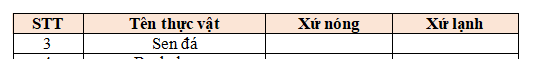 STT Tên thực vật Xứ nóng Xứ lạnh
3 Sen đá